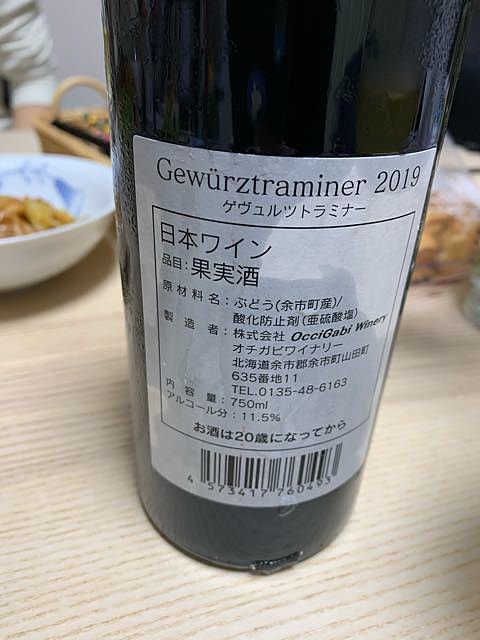 Gewürztraminer 2019
ゲヴュルツトラミナー
日本ワイン
品目:果実酒
原材料名:ぶどう(余市町産)/
酸化防止剤(亜硫酸塩)
製造者:株式会社 OcciGabi Winery
オチガビワイナリー
北海道余市郡余市町山田町
635番地11
TEL.0135-48-6163
内容量:750ml
アルコール分:11.5%
お酒は20歳になってから
4 573417 760493